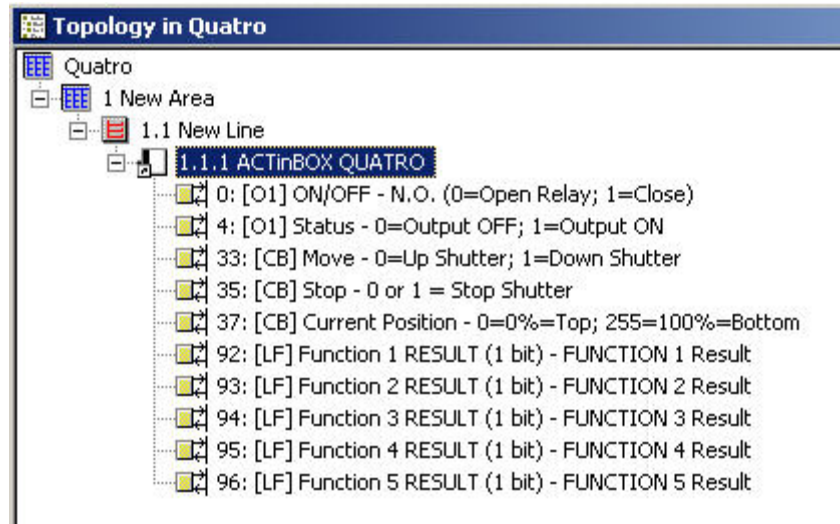 Topology in Quatro
Quatro
1 New Area
1.1 New Line
1.1.1 ACTinBOX QUATRO
0: [O1] ON/OFF - N.O. (0=Open Relay; 1=Close)
4: [O1] Status - 0=Output OFF; 1=Output ON
33: [CB] Move - 0=Up Shutter; 1=Down Shutter
35: [CB] Stop - 0 or 1 = Stop Shutter
37: [CB] Current Position - 0=0%=Top; 255=100%=Bottom
92: [LF] Function 1 RESULT (1 bit) - FUNCTION 1 Result
93: [LF] Function 2 RESULT (1 bit) - FUNCTION 2 Result
94: [LF] Function 3 RESULT (1 bit) - FUNCTION 3 Result
95: [LF] Function 4 RESULT (1 bit) - FUNCTION 4 Result
96: [LF] Function 5 RESULT (1 bit) - FUNCTION 5 Result